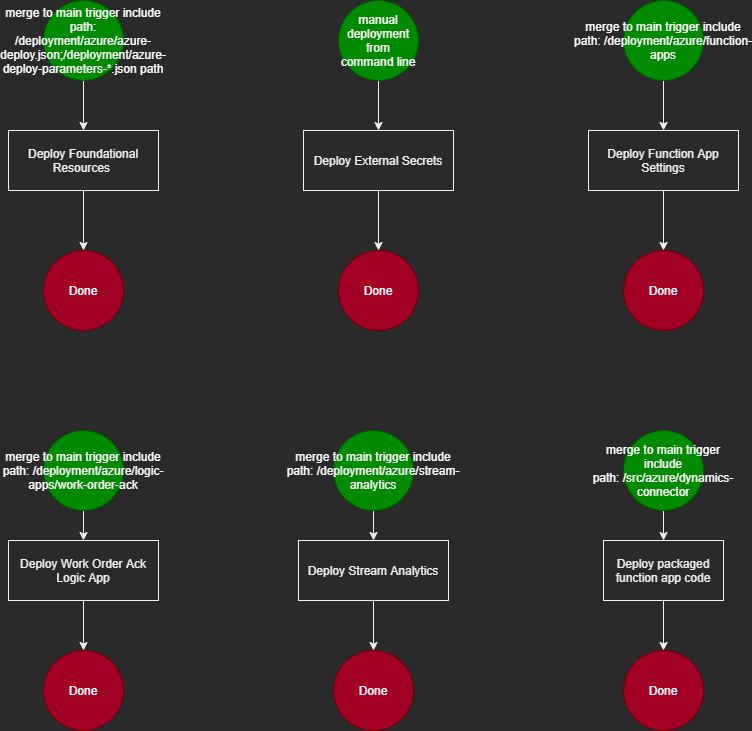 merge to main trigger include
path:
/deployment/azure/azure-
deploy.json;/deployment/azure-
deploy-parameters-*.json path
manual
deployment
from
command line
merge to main trigger include
path: /deployment/azure/function-
apps
Deploy Foundational
Resources
Deploy External Secrets
Deploy Function App
Settings
Done
Done
Done
merge to main trigger include
path: /deployment/azure/logic-
apps/work-order-ack
merge to main trigger include
path: /deployment/azure/stream-
analytics
merge to main trigger
include
path: /src/azure/dynamics-
connector
Deploy Work Order Ack
Logic App
Deploy Stream Analytics
Deploy packaged
function app code
Done
Done
Done